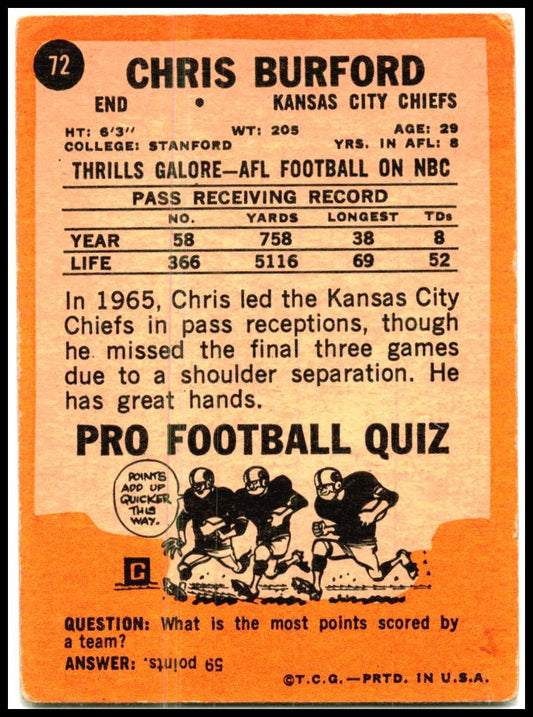 72
CHRIS BURFORD
END • KANSAS CITY CHIEFS
HT: 6'3" WT: 205 AGE: 29
COLLEGE: STANFORD YRS. IN AFL: 8
THRILLS GALORE—AFL FOOTBALL ON NBC
PASS RECEIVING RECORD
NO. YARDS LONGEST TDs
YEAR 58 758 38 8
LIFE 366 5116 69 52
In 1965, Chris led the Kansas City
Chiefs in pass receptions, though
he missed the final three games
due to a shoulder separation. He
has great hands.
PRO FOOTBALL QUIZ
POINTS
ADD UP
QUICKER
THIS
WAY.
C
QUESTION: What is the most points scored by
a team?
ANSWER: 59 points.
©T.C.G.—PRTD. IN U.S.A.